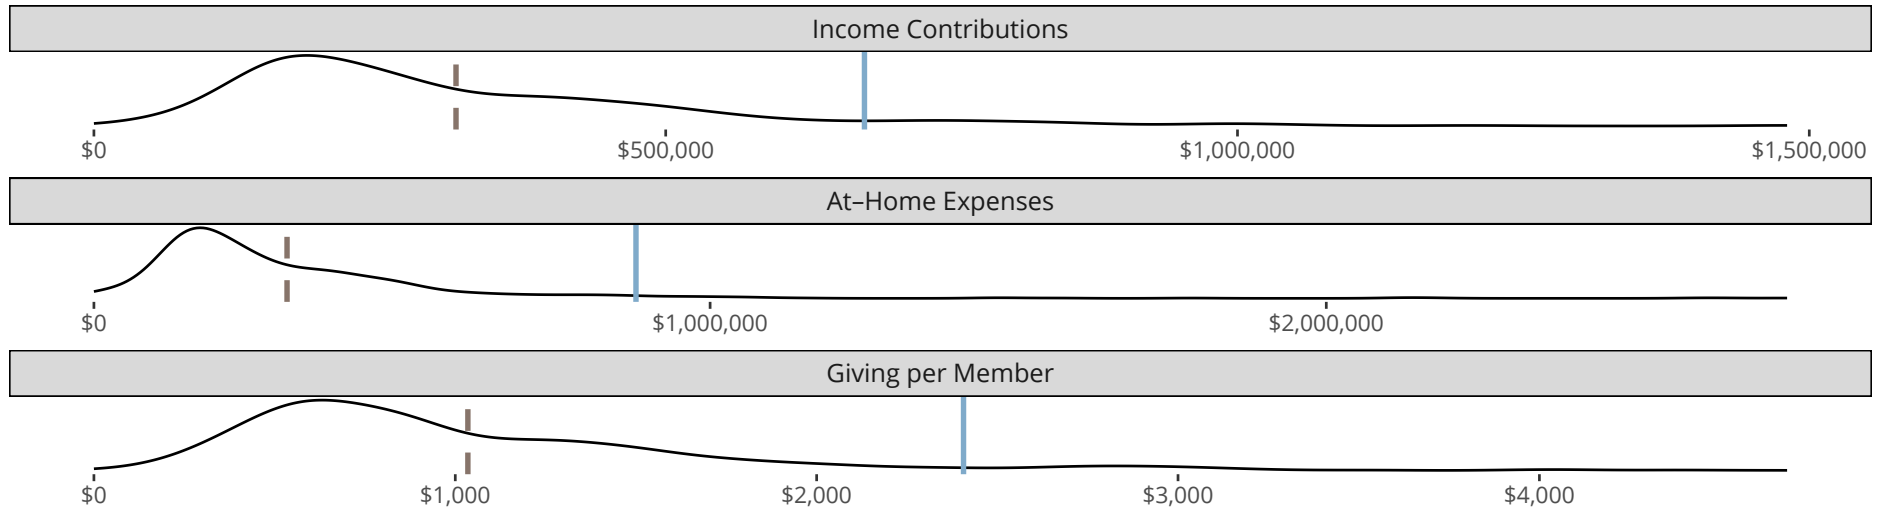 Income Contributions
$0 $500,000 $1,000,000 $1,500,000
At–Home Expenses
$0 $1,000,000 $2,000,000
Giving per Member
$0 $1,000 $2,000 $3,000 $4,000